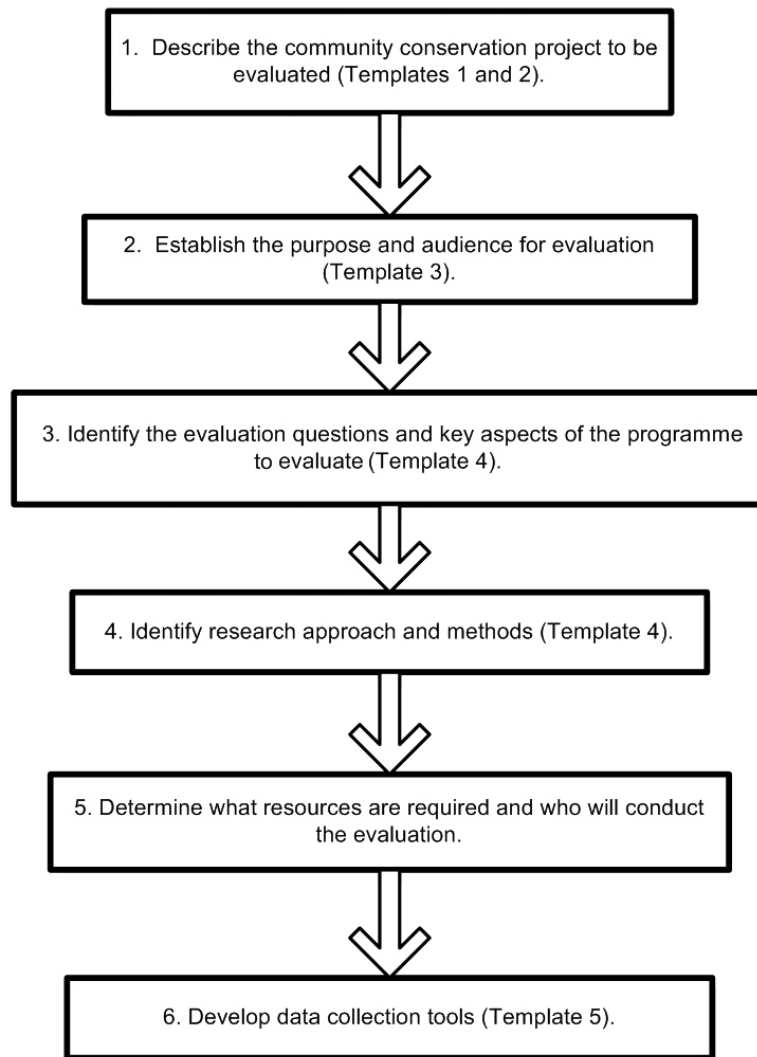 1. Describe the community conservation project to be
evaluated (Templates 1 and 2).
2. Establish the purpose and audience for evaluation
(Template 3).
3. Identify the evaluation questions and key aspects of the programme
to evaluate (Template 4).
4. Identify research approach and methods (Template 4).
5. Determine what resources are required and who will conduct
the evaluation.
6. Develop data collection tools (Template 5).